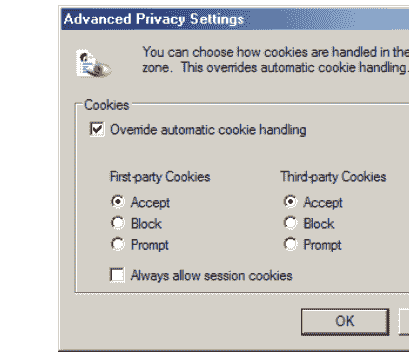 Advanced Privacy Settings
You can choose how cookies are handled in the
zone. This overrides automatic cookie handling.
Cookies
Override automatic cookie handling
First-party Cookies Third-party Cookies
Accept Accept
Block Block
Prompt Prompt
Always allow session cookies
OK